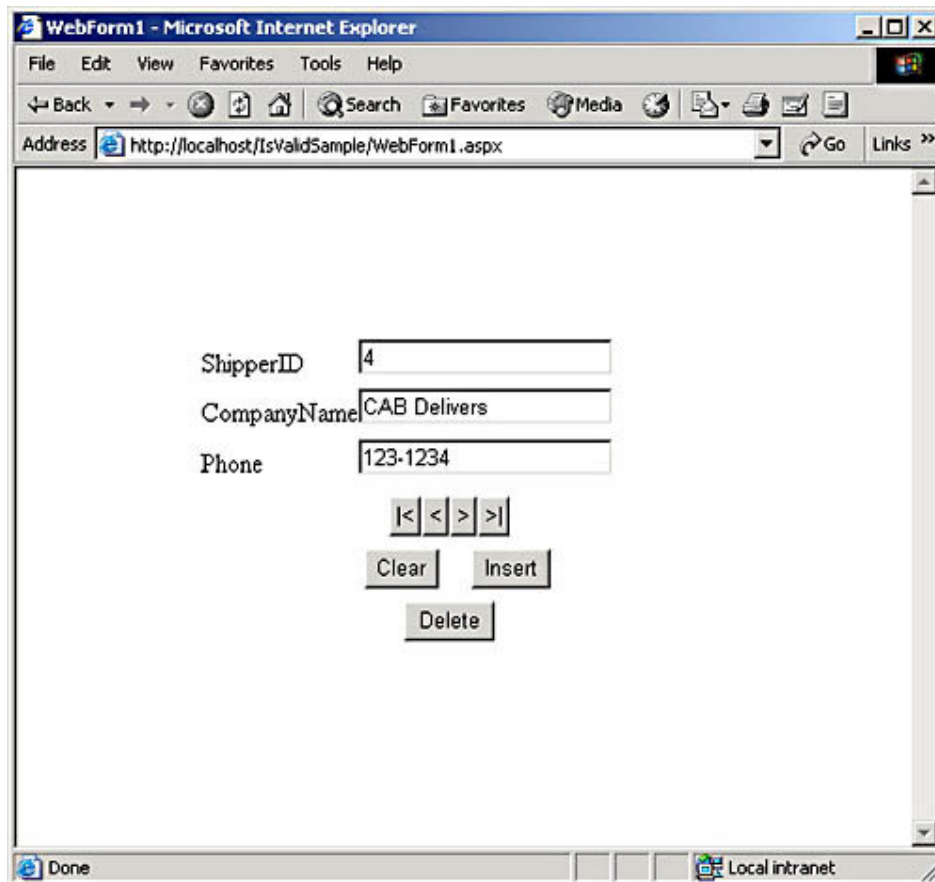 WebForm1 - Microsoft Internet Explorer
File Edit View Favorites Tools Help
Back Search Favorites Media
Address http://localhost/IsValidSample/WebForm1.aspx Go Links »
ShipperID 4
CompanyName CAB Delivers
Phone 123-1234
|< < > >|
Clear Insert
Delete
Done Local intranet